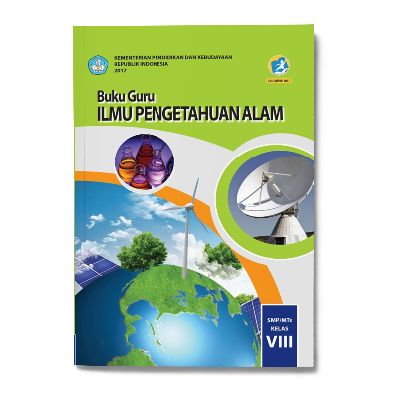 KEMENTERIAN PENDIDIKAN DAN KEBUDAYAAN
REPUBLIK INDONESIA
2017
Buku Guru
ILMU PENGETAHUAN ALAM
SMP/MTs
KELAS
VIII